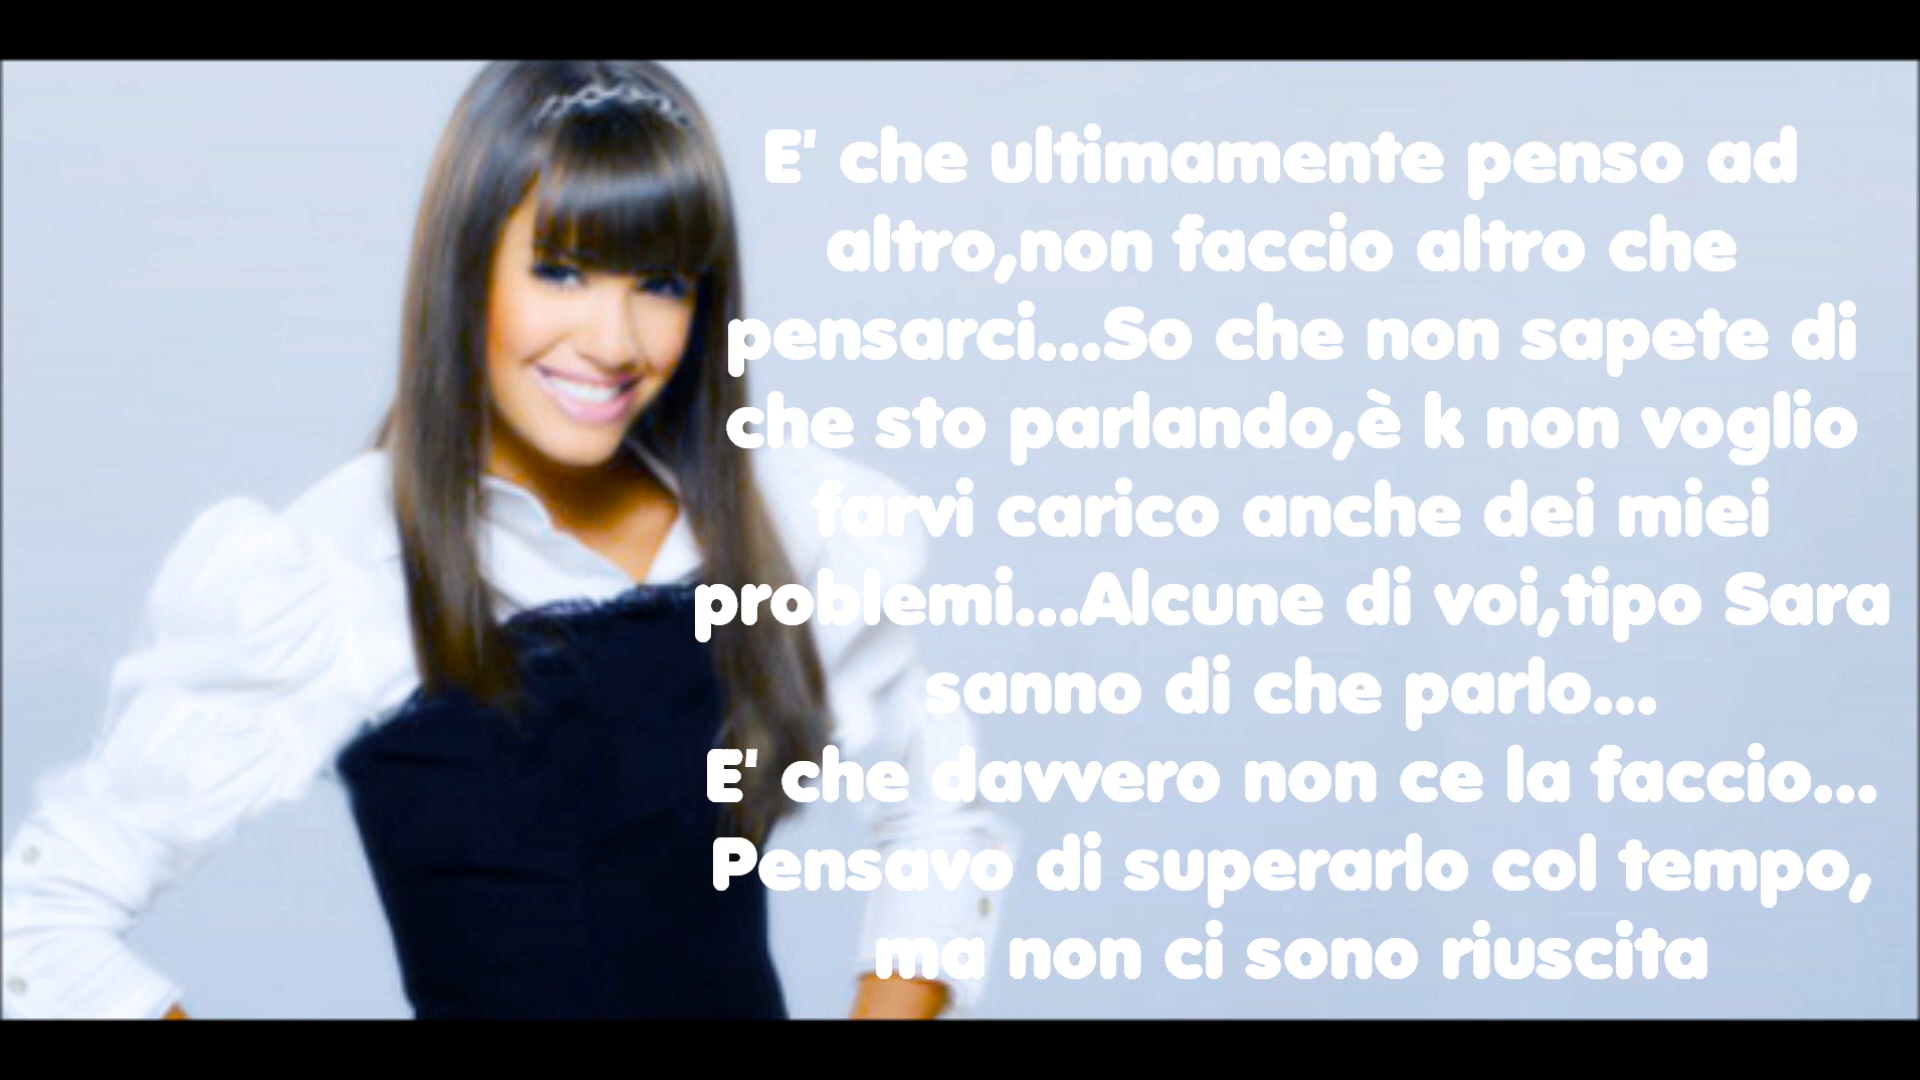 E' che ultimamente penso ad
altro,non faccio altro che
pensarci...So che non sapete di
che sto parlando,è k non voglio
farvi carico anche dei miei
problemi...Alcune di voi,tipo Sara
sanno di che parlo...
E' che davvero non ce la faccio...
Pensavo di superarlo col tempo,
ma non ci sono riuscita